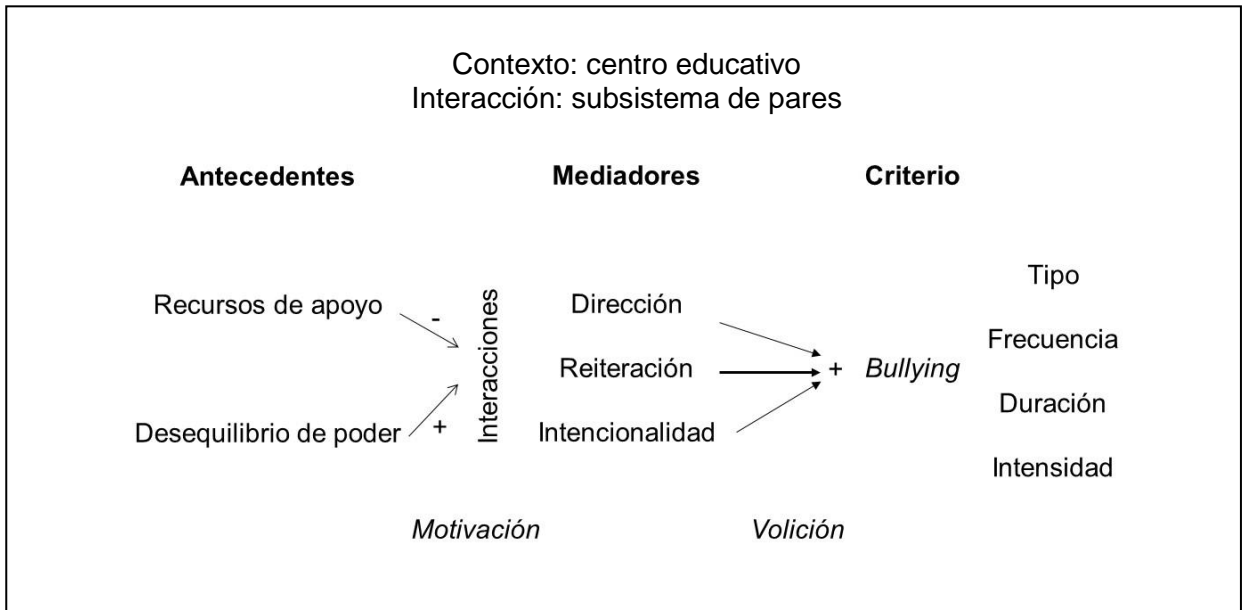 Contexto: centro educativo
Interacción: subsistema de pares
Antecedentes
Mediadores
Criterio
Recursos de apoyo
-
Desequilibrio de poder
+
Interacciones
Dirección
Reiteración
Intencionalidad
+
Bullying
Tipo
Frecuencia
Duración
Intensidad
Motivación
Volición